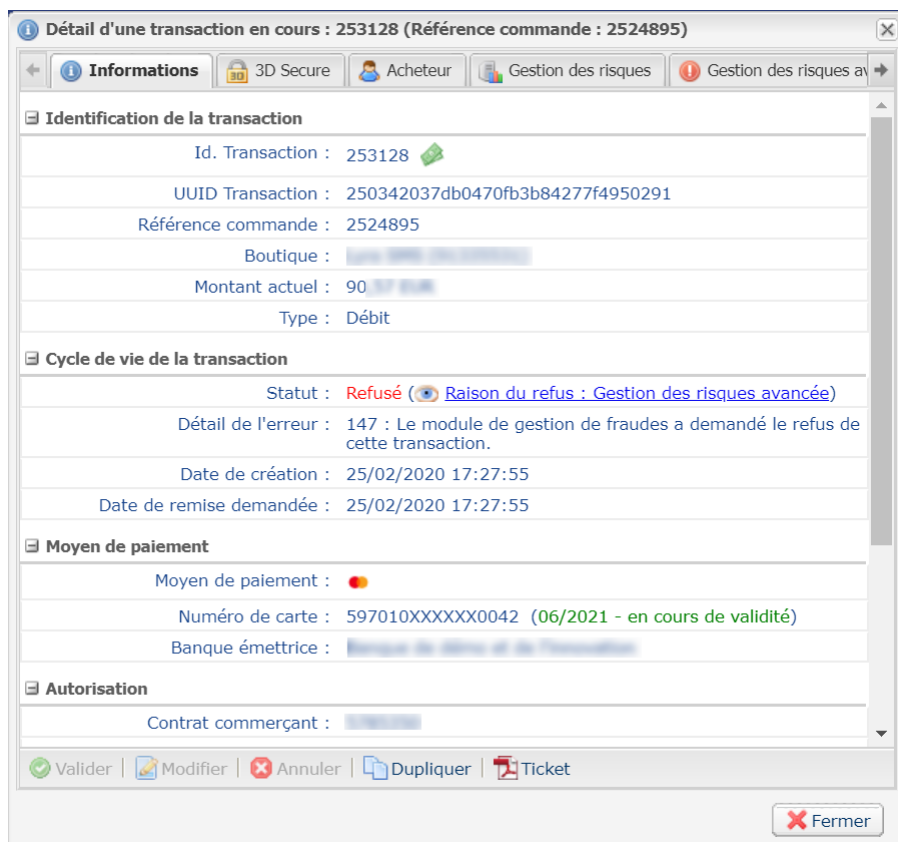 Détail d'une transaction en cours : 253128 (Référence commande : 2524895)
Informations 3D Secure Acheteur Gestion des risques Gestion des risques
Identification de la transaction
Id. Transaction : 253128
UUID Transaction : 250342037db0470fb3b84277f4950291
Référence commande : 2524895
Boutique :
Montant actuel : 90
Type : Débit
Cycle de vie de la transaction
Statut : Refusé (Raison du refus : Gestion des risques avancée)
Détail de l'erreur : 147 : Le module de gestion de fraudes a demandé le refus de
cette transaction.
Date de création : 25/02/2020 17:27:55
Date de remise demandée : 25/02/2020 17:27:55
Moyen de paiement
Moyen de paiement :
Numéro de carte : 597010XXXXXX0042 (06/2021 - en cours de validité)
Banque émettrice :
Autorisation
Contrat commerçant :
Valider Modifier Annuler Dupliquer Ticket
Fermer